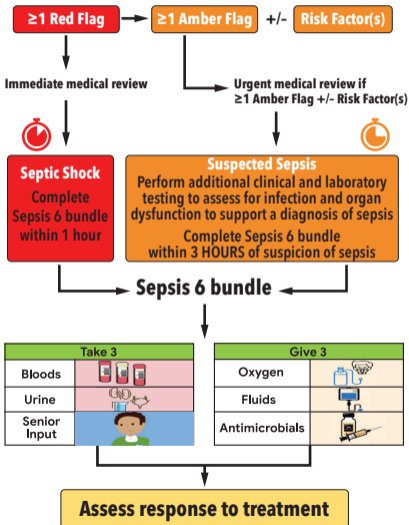 ≥1 Red Flag
≥1 Amber Flag
+/-
Risk Factor(s)
Immediate medical review
Urgent medical review if
≥1 Amber Flag +/- Risk Factor(s)
Septic Shock
Complete
Sepsis 6 bundle
within 1 hour
Suspected Sepsis
Perform additional clinical and laboratory
testing to assess for infection and organ
dysfunction to support a diagnosis of sepsis
Complete Sepsis 6 bundle
within 3 HOURS of suspicion of sepsis
Sepsis 6 bundle
Take 3
Bloods
Urine
Senior
Input
Give 3
Oxygen
Fluids
Antimicrobials
Assess response to treatment